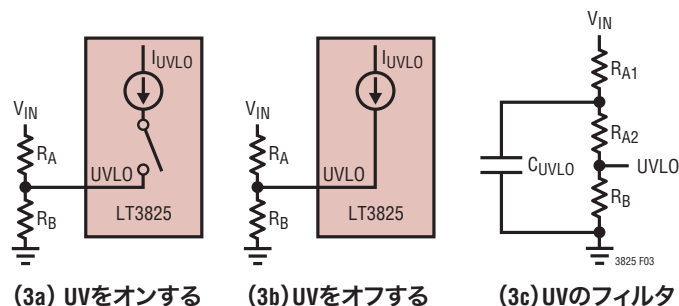 IUVLO
VIN
RA
UVLO
RB
LT3825
(3a) UVをオンする
IUVLO
VIN
RA
UVLO
RB
LT3825
(3b)UVをオフする
VIN
RA1
RA2
CUVLO
UVLO
RB
3825 F03
(3c)UVのフィルタ